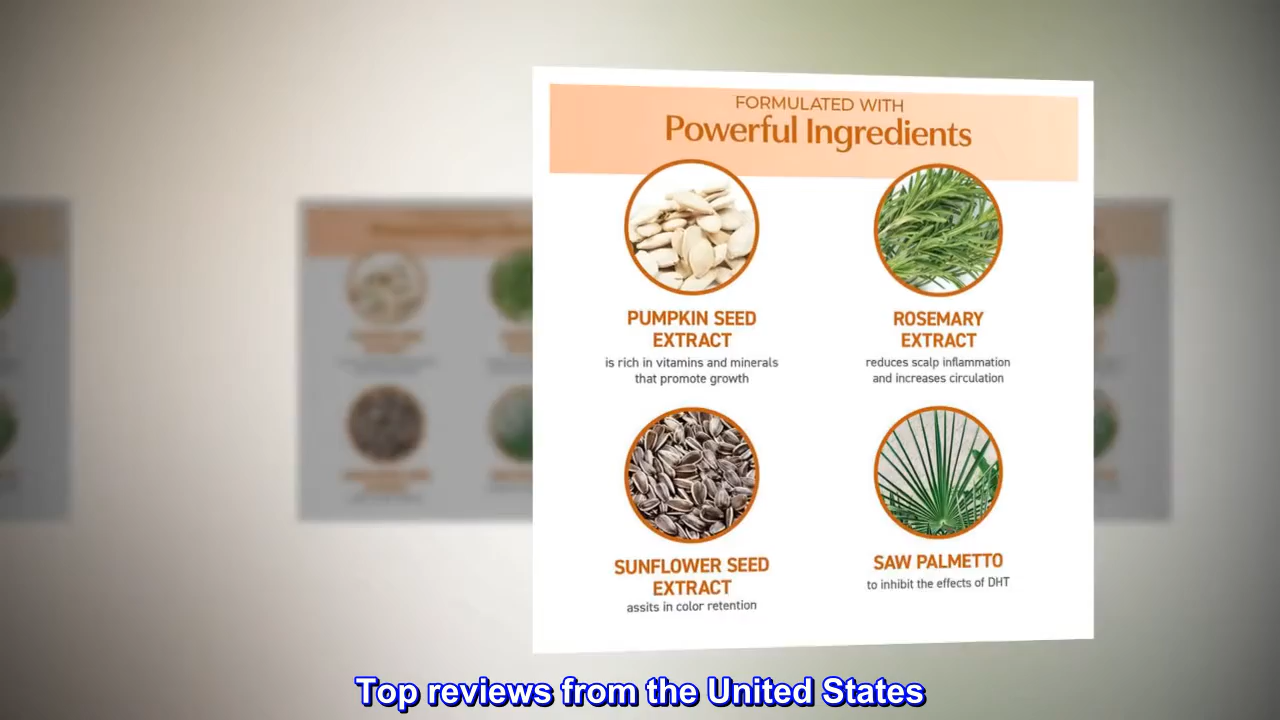 FORMULATED WITH
Powerful Ingredients
PUMPKIN SEED
EXTRACT
is rich in vitamins and minerals
that promote growth
ROSEMARY
EXTRACT
reduces scalp inflammation
and increases circulation
SUNFLOWER SEED
EXTRACT
assits in color retention
SAW PALMETTO
to inhibit the effects of DHT
Top reviews from the United States